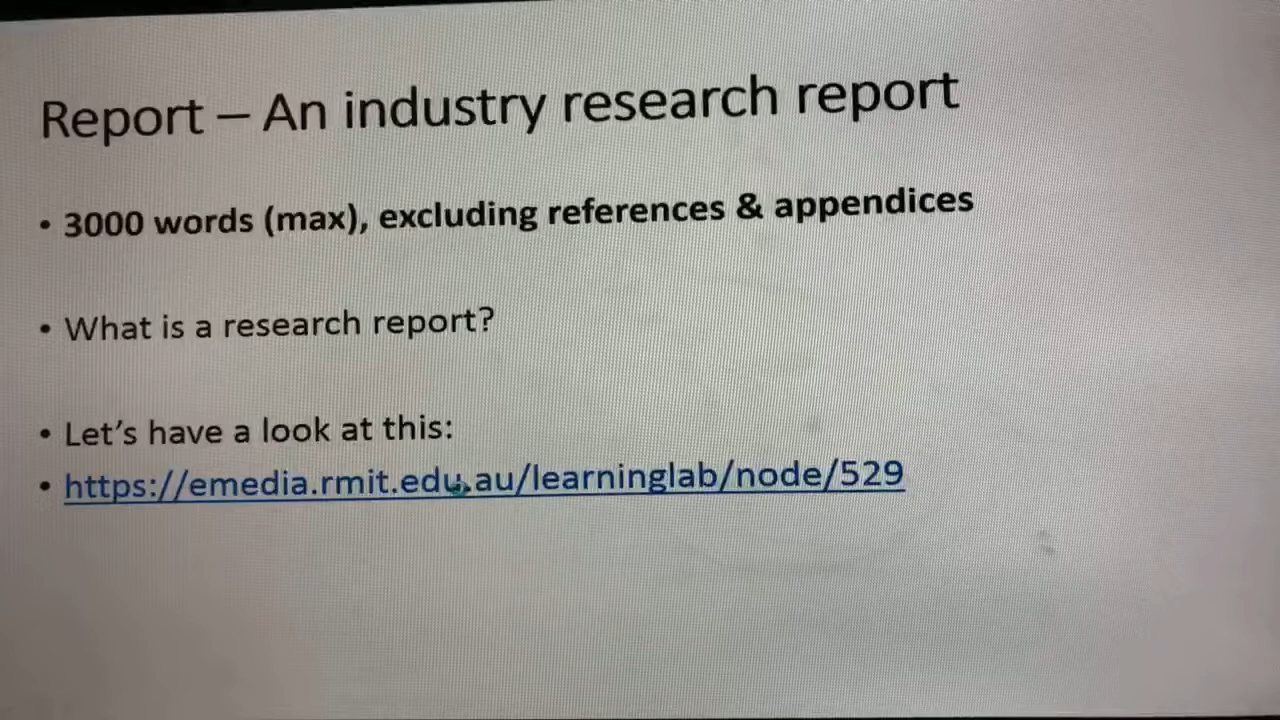 Report – An industry research report
• 3000 words (max), excluding references & appendices
• What is a research report?
• Let's have a look at this:
• https://emedia.rmit.edu.au/learninglab/node/529